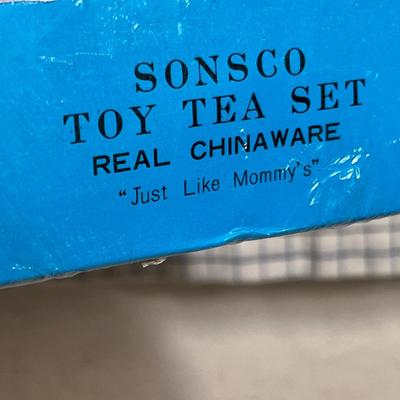 SONSCO
TOY TEA SET
REAL CHINAWARE
"Just Like Mommy's"